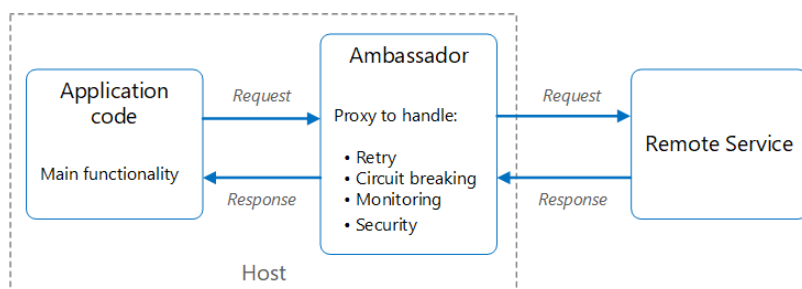 Application
code
Main functionality
Request
Response
Ambassador
Proxy to handle:
• Retry
• Circuit breaking
• Monitoring
• Security
Request
Response
Remote Service
Host